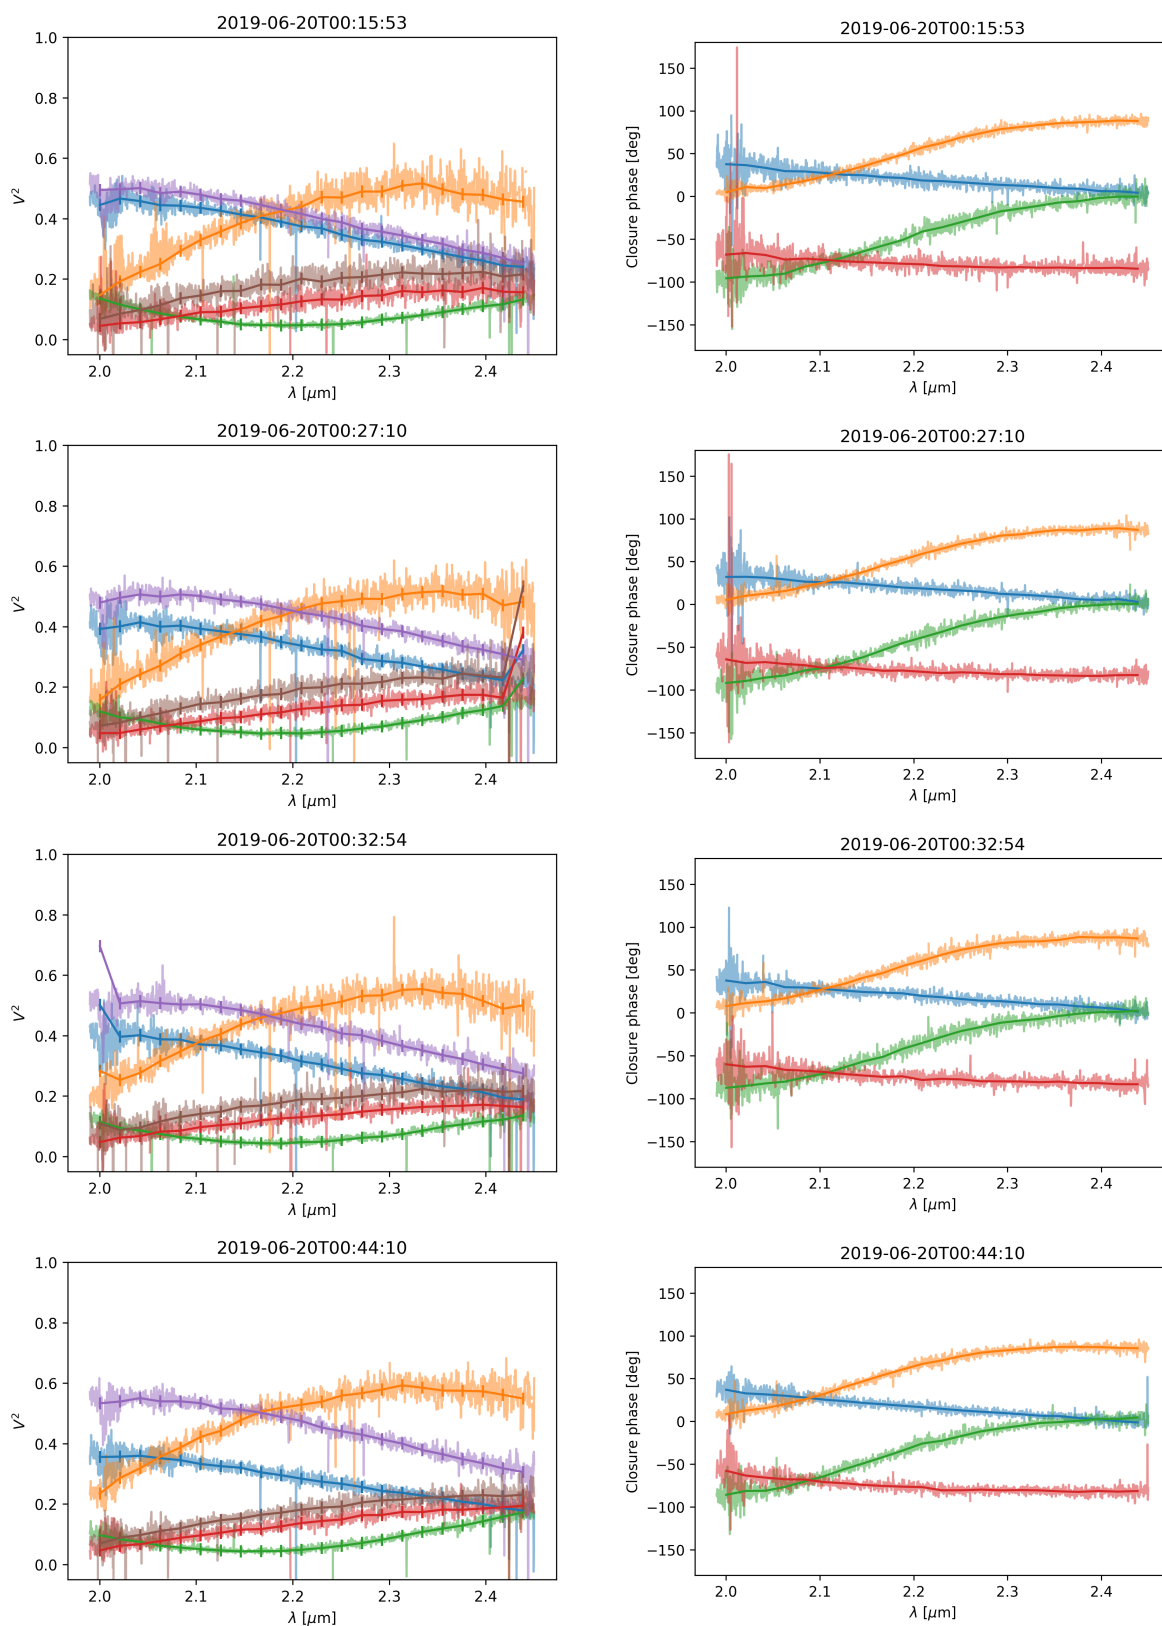 2019-06-20T00:15:53
1.0
0.8
0.6
0.4
0.2
0.0
V²
2.0 2.1 2.2 2.3 2.4
λ [μm]
2019-06-20T00:15:53
150
100
50
0
−50
−100
−150
Closure phase [deg]
2.0 2.1 2.2 2.3 2.4
λ [μm]
2019-06-20T00:27:10
1.0
0.8
0.6
0.4
0.2
0.0
V²
2.0 2.1 2.2 2.3 2.4
λ [μm]
2019-06-20T00:27:10
150
100
50
0
−50
−100
−150
Closure phase [deg]
2.0 2.1 2.2 2.3 2.4
λ [μm]
2019-06-20T00:32:54
1.0
0.8
0.6
0.4
0.2
0.0
V²
2.0 2.1 2.2 2.3 2.4
λ [μm]
2019-06-20T00:32:54
150
100
50
0
−50
−100
−150
Closure phase [deg]
2.0 2.1 2.2 2.3 2.4
λ [μm]
2019-06-20T00:44:10
1.0
0.8
0.6
0.4
0.2
0.0
V²
2.0 2.1 2.2 2.3 2.4
λ [μm]
2019-06-20T00:44:10
150
100
50
0
−50
−100
−150
Closure phase [deg]
2.0 2.1 2.2 2.3 2.4
λ [μm]